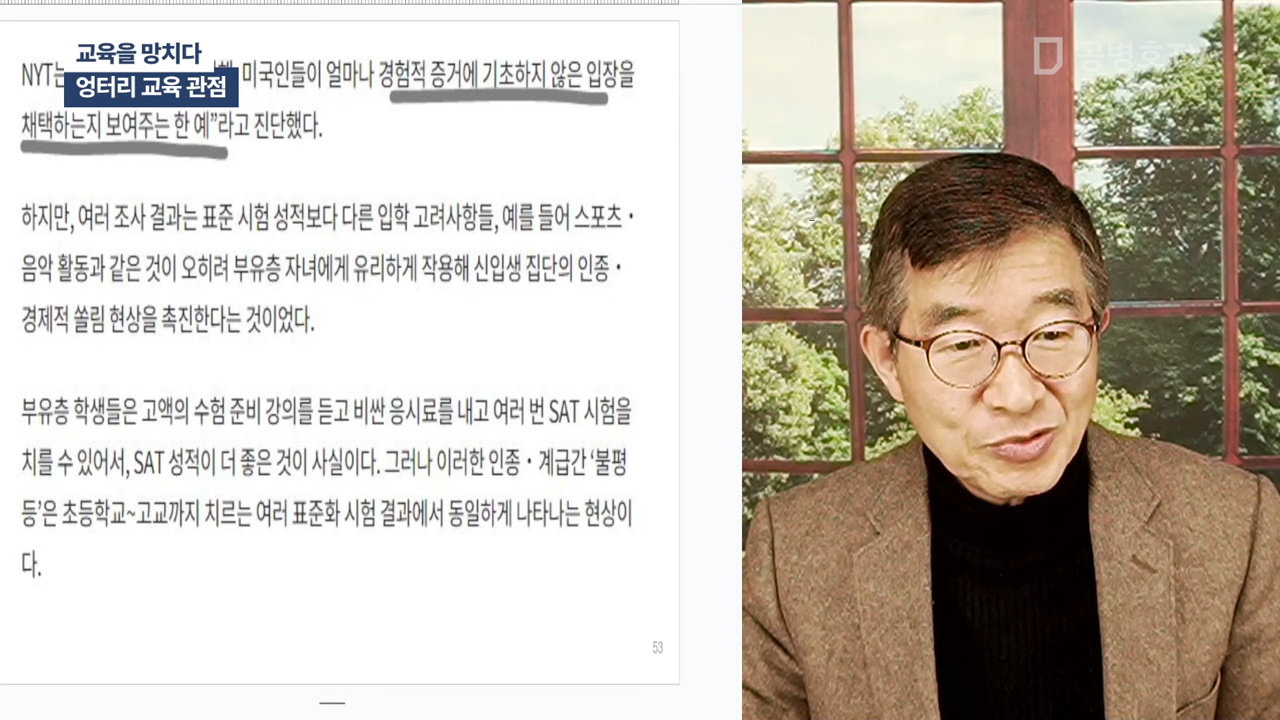 교육을 망치다
엉터리 교육 관점
NYT는 미국인들이 얼마나 경험적 증거에 기초하지 않은 입장을
채택하는지 보여주는 한 예”라고 진단했다.
하지만, 여러 조사 결과는 표준 시험 성적보다 다른 입학 고려사항들, 예를 들어 스포츠·
음악 활동과 같은 것이 오히려 부유층 자녀에게 유리하게 작용해 신입생 집단의 인종·
경제적 쏠림 현상을 촉진한다는 것이었다.
부유층 학생들은 고액의 수험 준비 강의를 듣고 비싼 응시료를 내고 여러 번 SAT 시험을
치를 수 있어서, SAT 성적이 더 좋은 것이 사실이다. 그러나 이러한 인종·계급간 ‘불평
등’은 초등학교~고교까지 치르는 여러 표준화 시험 결과에서 동일하게 나타나는 현상이
다.
53
공병호